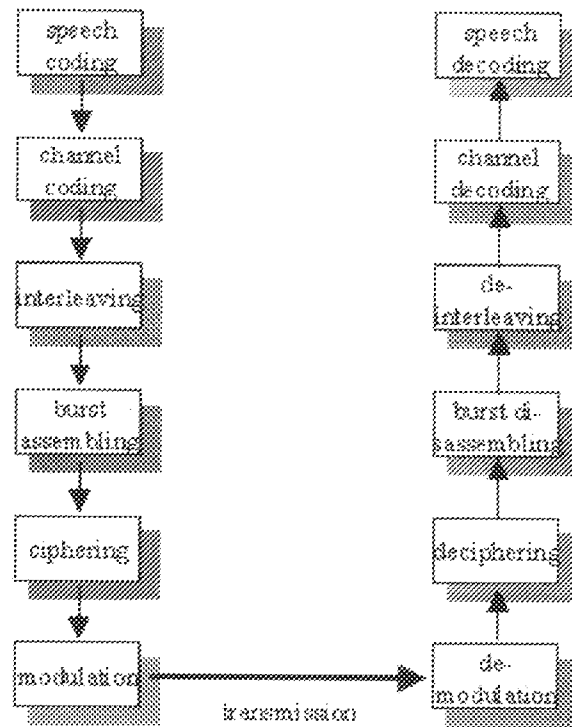 speech
coding
channel
coding
interleaving
burst
assembling
ciphering
modulation
transmission
speech
decoding
channel
decoding
de-
interleaving
burst di-
sassembling
deciphering
de-
modulation